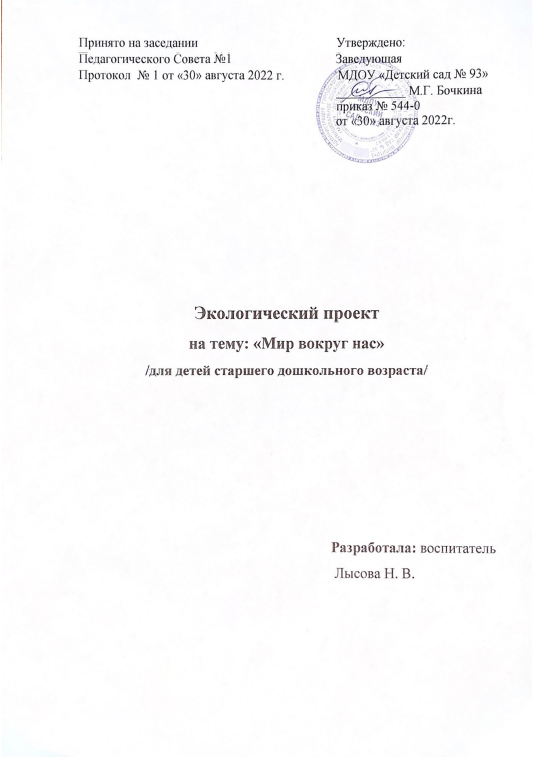 Принято на заседании
Педагогического Совета №1
Протокол № 1 от «30» августа 2022 г.
Утверждено:
Заведующая
МДОУ «Детский сад № 93»
М.Г. Бочкина
приказ № 544-0
от «30» августа 2022г.
Экологический проект
на тему: «Мир вокруг нас»
/для детей старшего дошкольного возраста/
Разработала: воспитатель
Лысова Н. В.